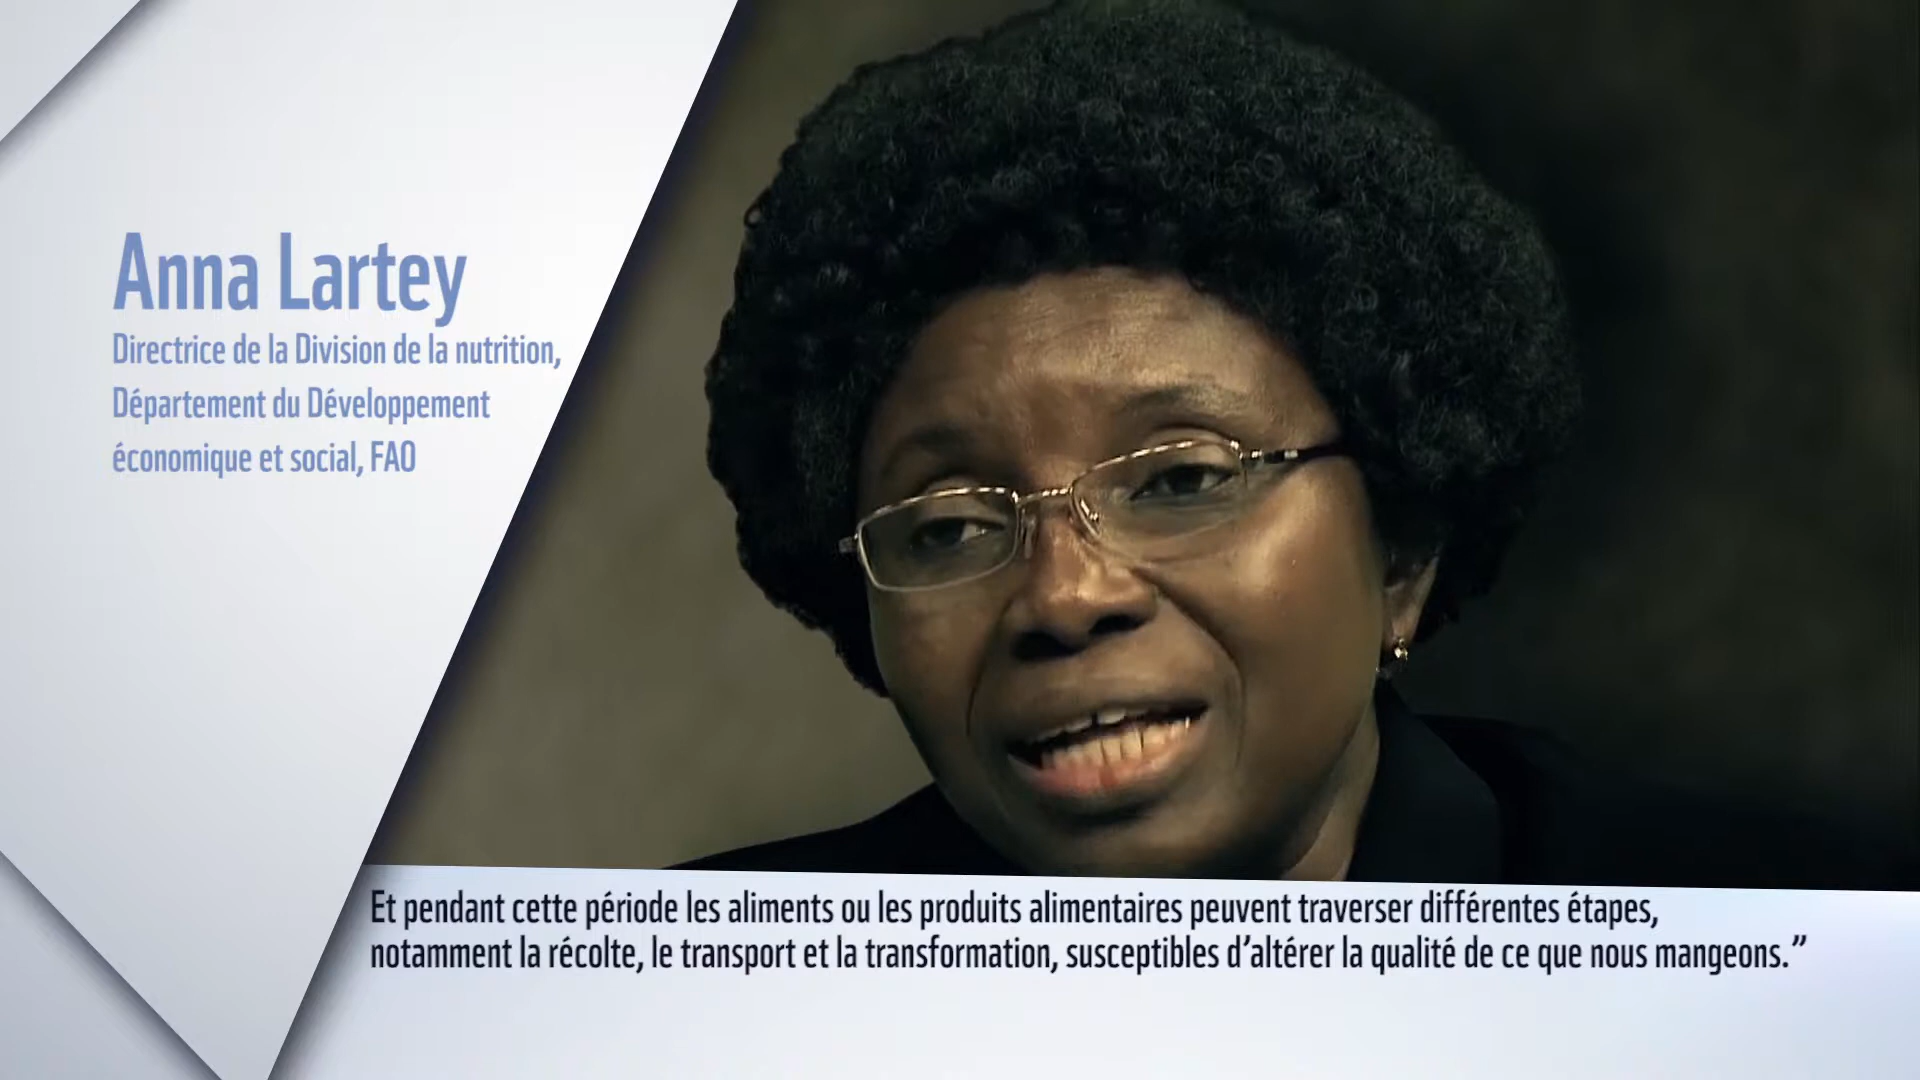 Anna Lartey
Directrice de la Division de la nutrition,
Département du Développement
économique et social, FAO
Et pendant cette période les aliments ou les produits alimentaires peuvent traverser différentes étapes,
notamment la récolte, le transport et la transformation, susceptibles d’altérer la qualité de ce que nous mangeons.”